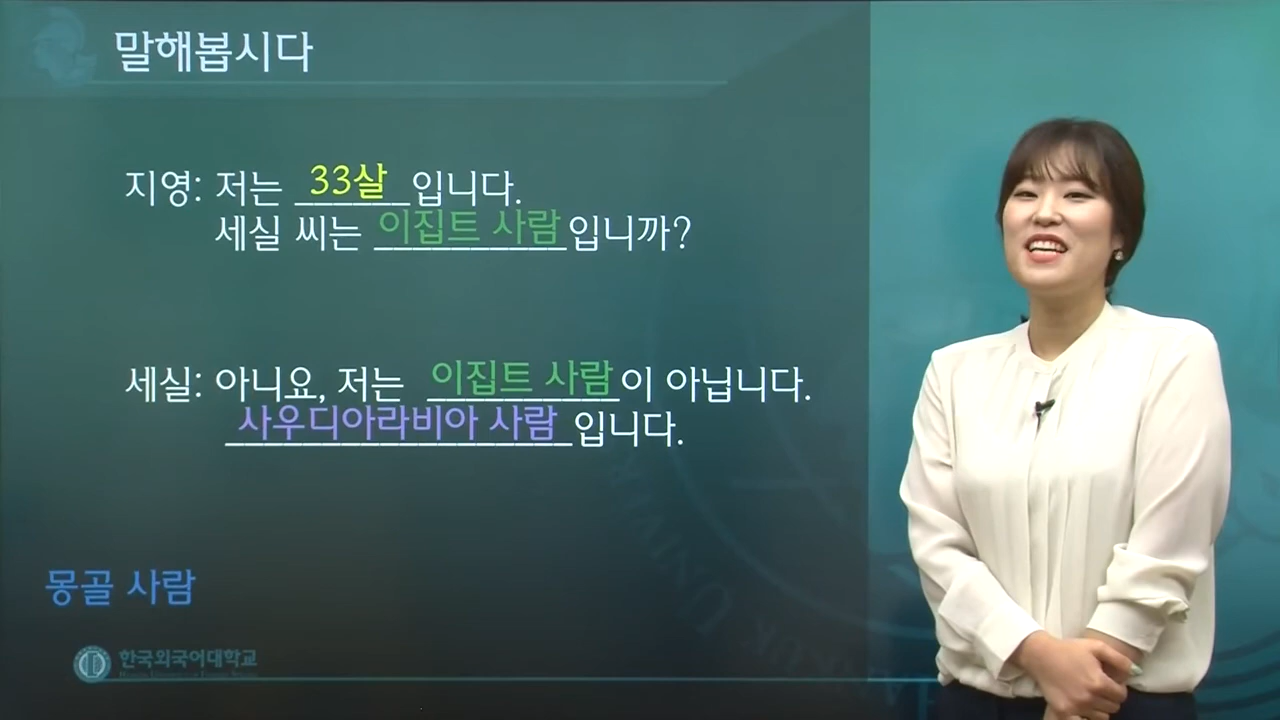 말해봅시다
지영: 저는 33살입니다.
세실 씨는 이집트 사람입니까?
세실: 아니요, 저는 이집트 사람이 아닙니다.
사우디아라비아 사람입니다.
몽골 사람
한국외국어대학교